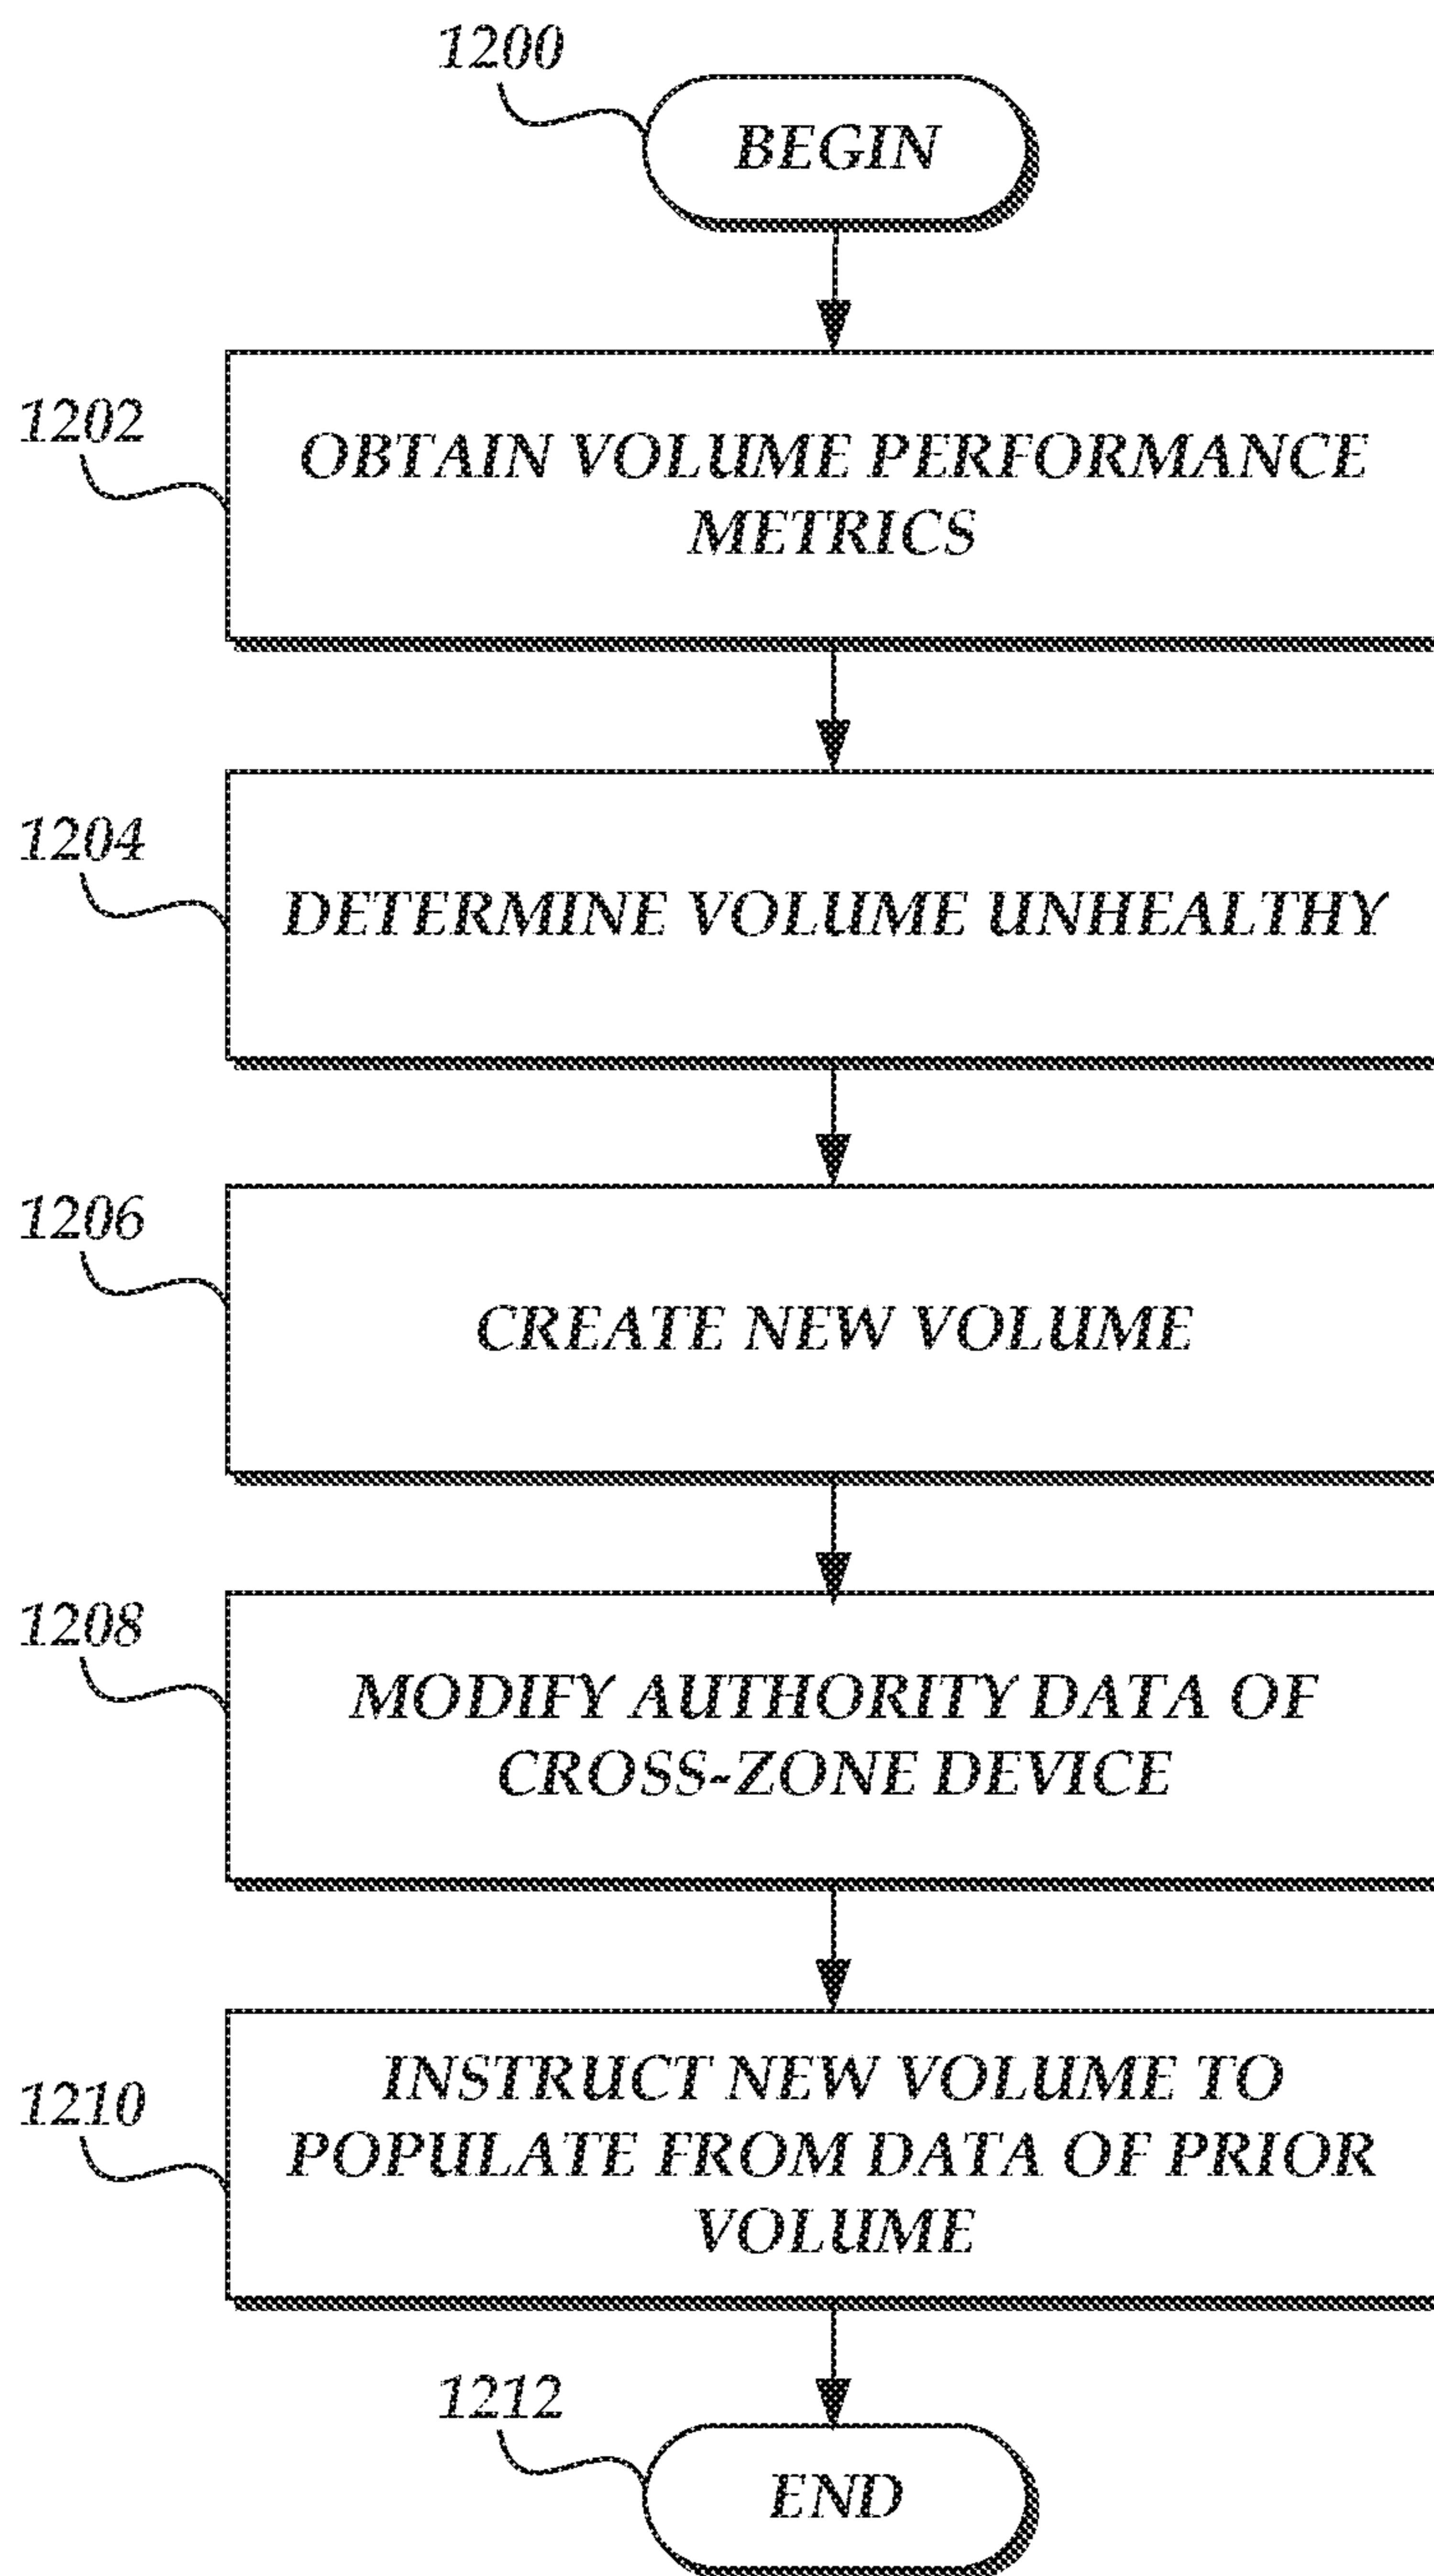 1200
BEGIN
1202
OBTAIN VOLUME PERFORMANCE
METRICS
1204
DETERMINE VOLUME UNHEALTHY
1206
CREATE NEW VOLUME
1208
MODIFY AUTHORITY DATA OF
CROSS-ZONE DEVICE
1210
INSTRUCT NEW VOLUME TO
POPULATE FROM DATA OF PRIOR
VOLUME
1212
END